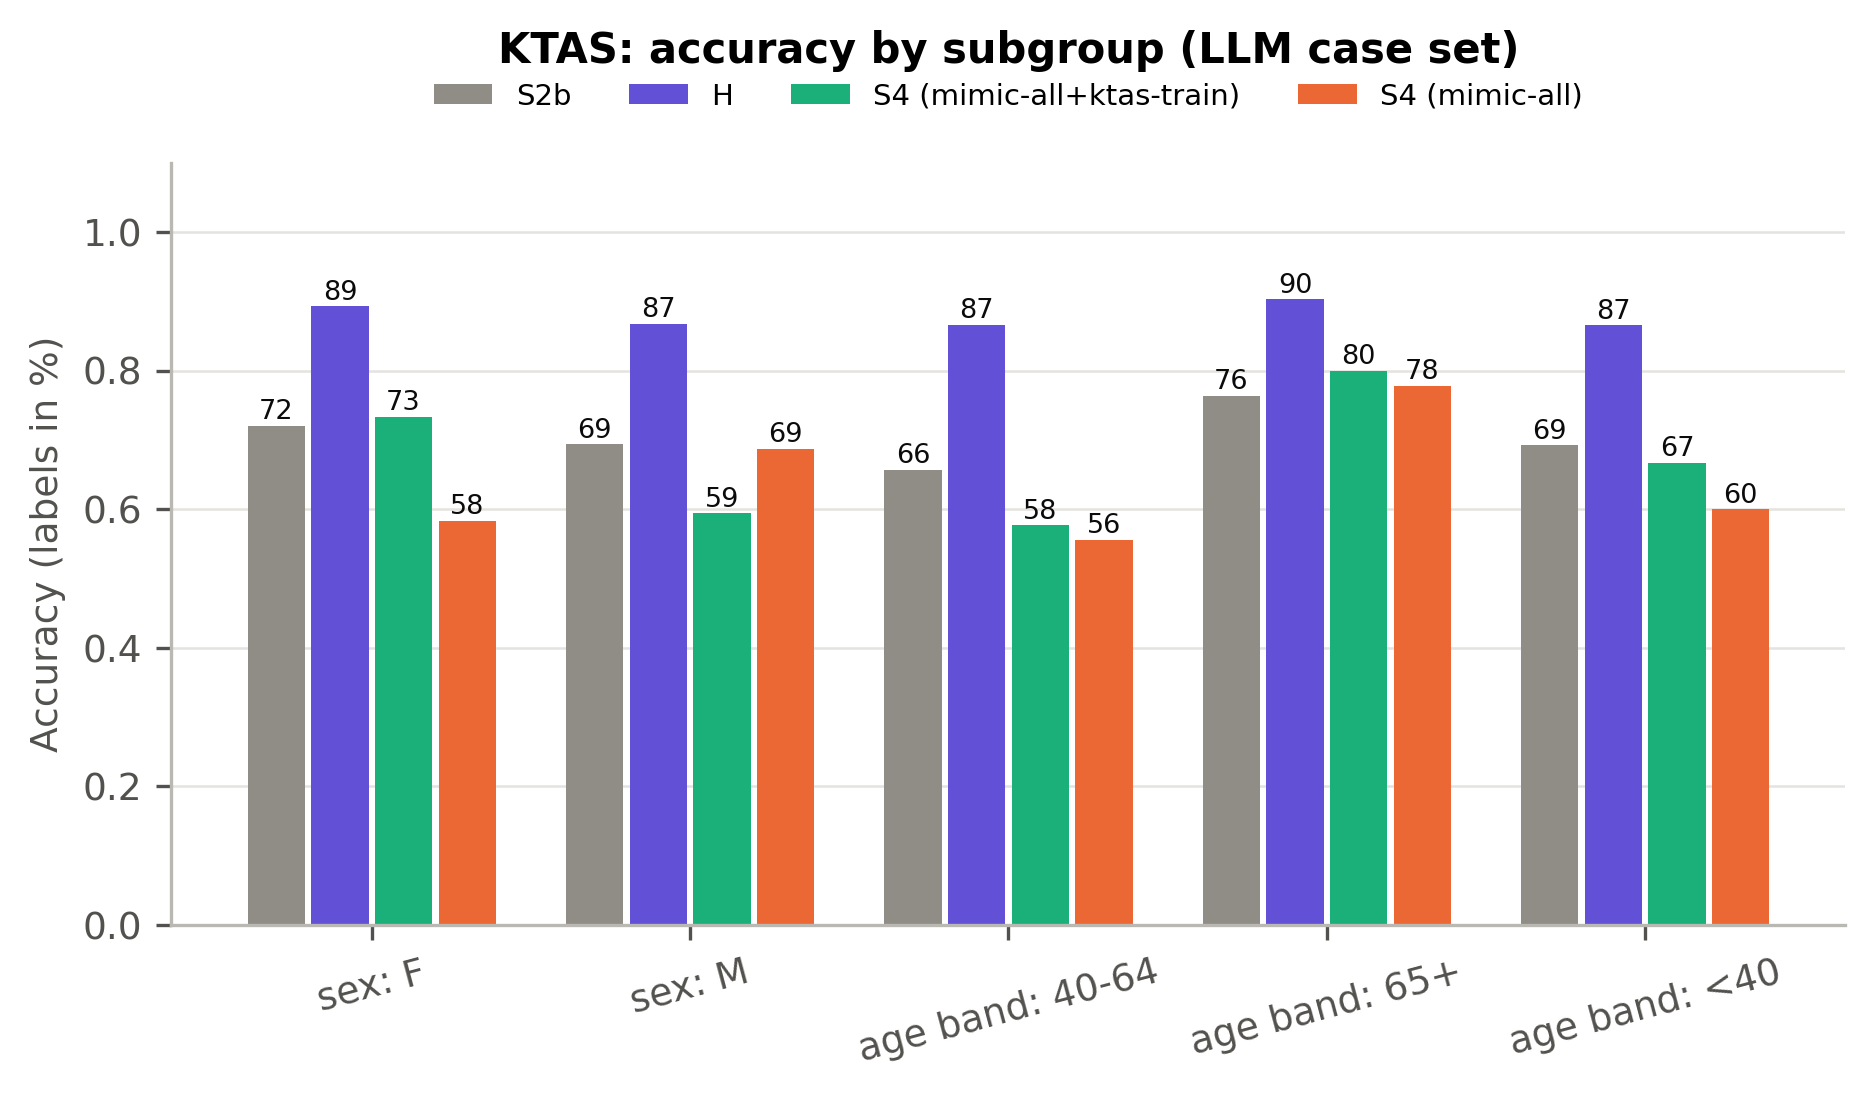 KTAS: accuracy by subgroup (LLM case set)
S2b H S4 (mimic-all+ktas-train) S4 (mimic-all)
Accuracy (labels in %)
1.0
0.8
0.6
0.4
0.2
0.0
72 89 73 58
69 87 59 69
66 87 58 56
76 90 80 78
69 87 67 60
sex: F
sex: M
age band: 40-64
age band: 65+
age band: <40